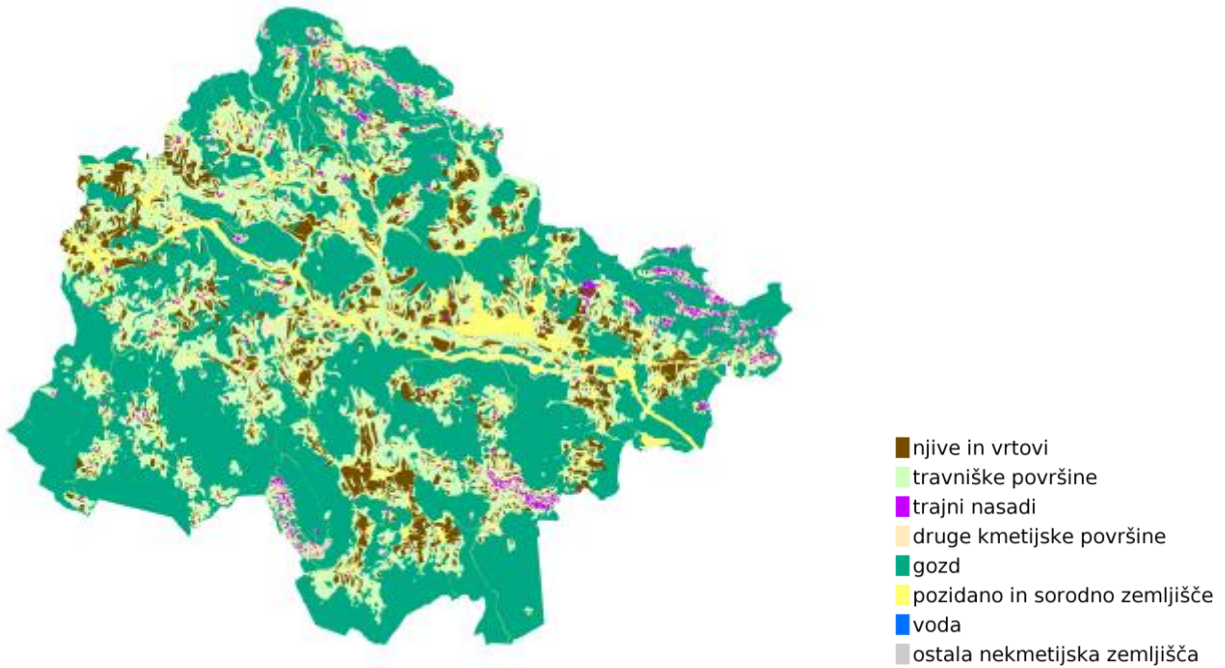 njive in vrtovi
travniške površine
trajni nasadi
druge kmetijske površine
gozd
pozidano in sorodno zemljišče
voda
ostala nekmetijska zemljišča